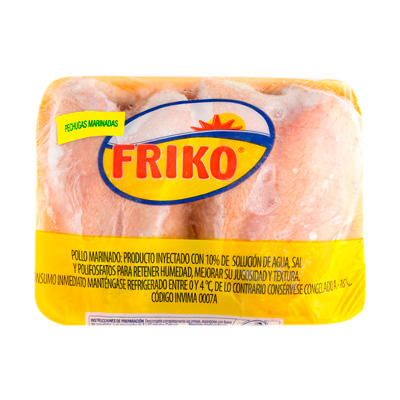 PECHUGAS MARINADAS
FRIKO®
POLLO MARINADO: PRODUCTO INYECTADO CON 10% DE SOLUCIÓN DE AGUA, SAL
Y POLIFOSFATOS PARA RETENER HUMEDAD, MEJORAR SU JUGOSIDAD Y TEXTURA.
INMEDIATO MANTÉNGASE REFRIGERADO ENTRE 0 Y 4 °C, DE LO CONTRARIO CONSÉRVESE CONGELADO A
CÓDIGO INVIMA 0007A
INSTRUCCIONES DE PREPARACIÓN: